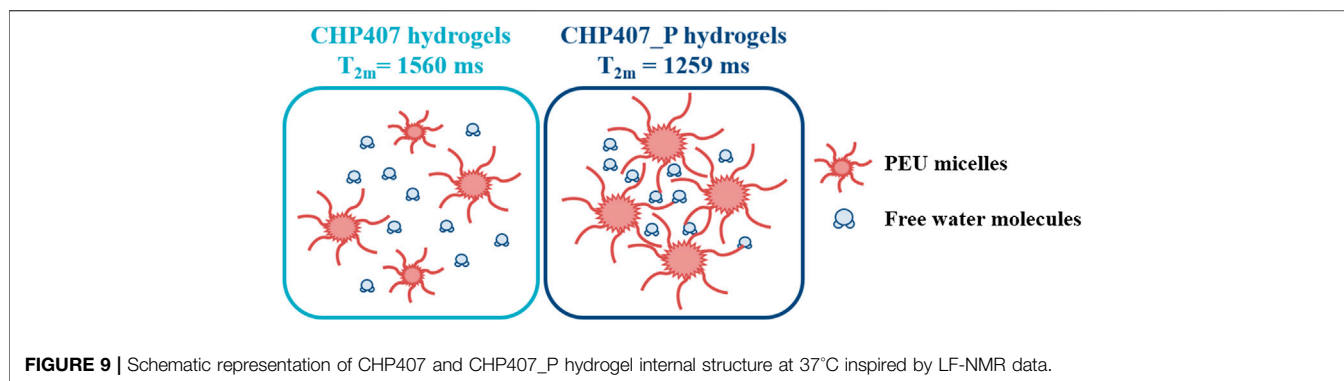 CHP407 hydrogels
T2m= 1560 ms
CHP407_P hydrogels
T2m = 1259 ms
PEU micelles
Free water molecules
FIGURE 9 | Schematic representation of CHP407 and CHP407_P hydrogel internal structure at 37°C inspired by LF-NMR data.